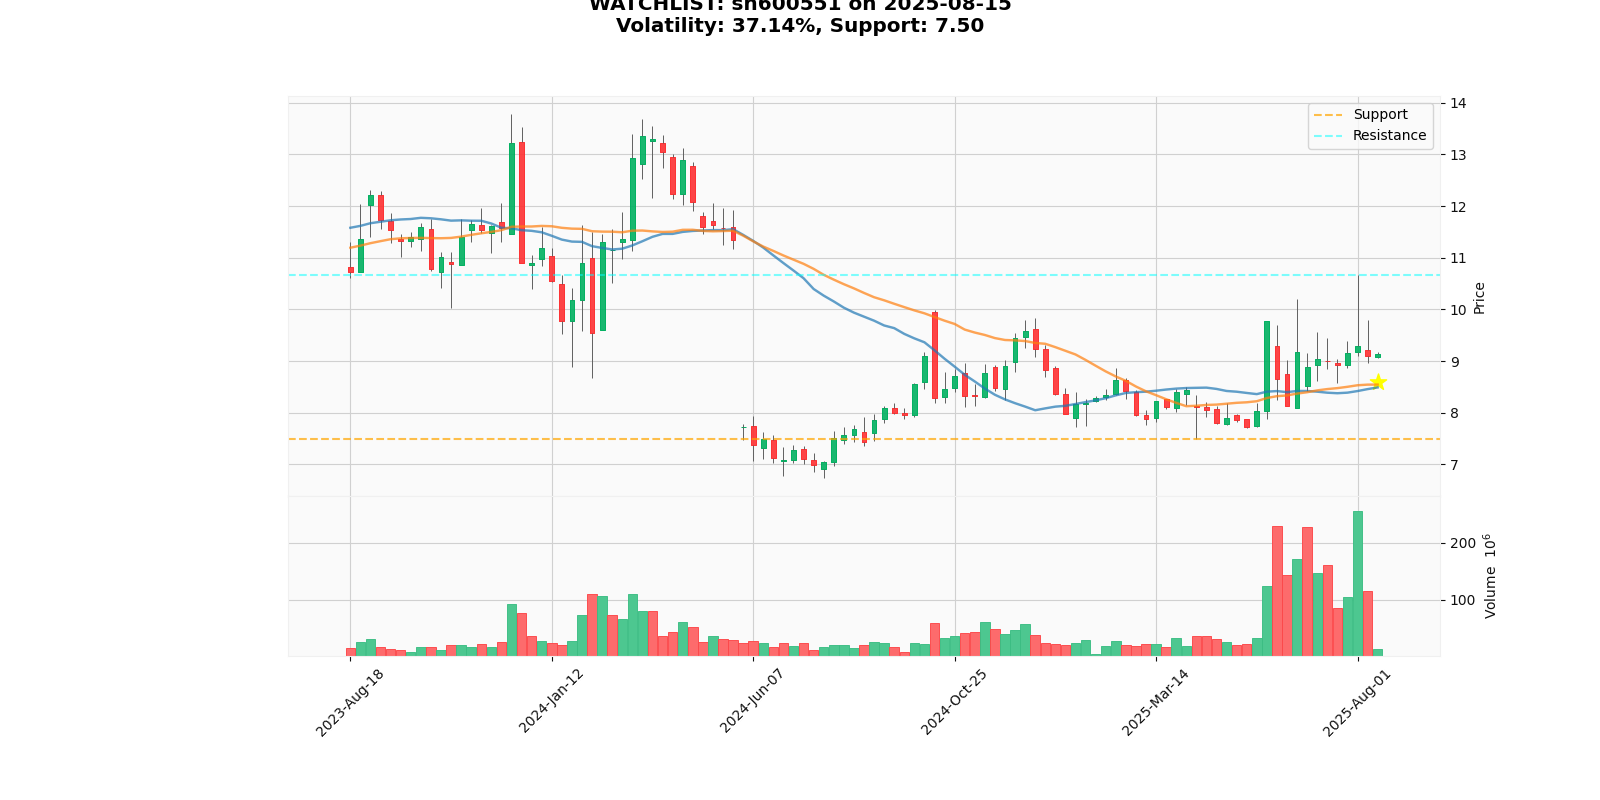 WATCHLIST: sh600551 on 2025-08-15
Volatility: 37.14%, Support: 7.50
Support
Resistance
14
13
12
11
10
9
8
7
Price
200
100
Volume 10⁶
2023-Aug-18
2024-Jan-12
2024-Jun-07
2024-Oct-25
2025-Mar-14
2025-Aug-01